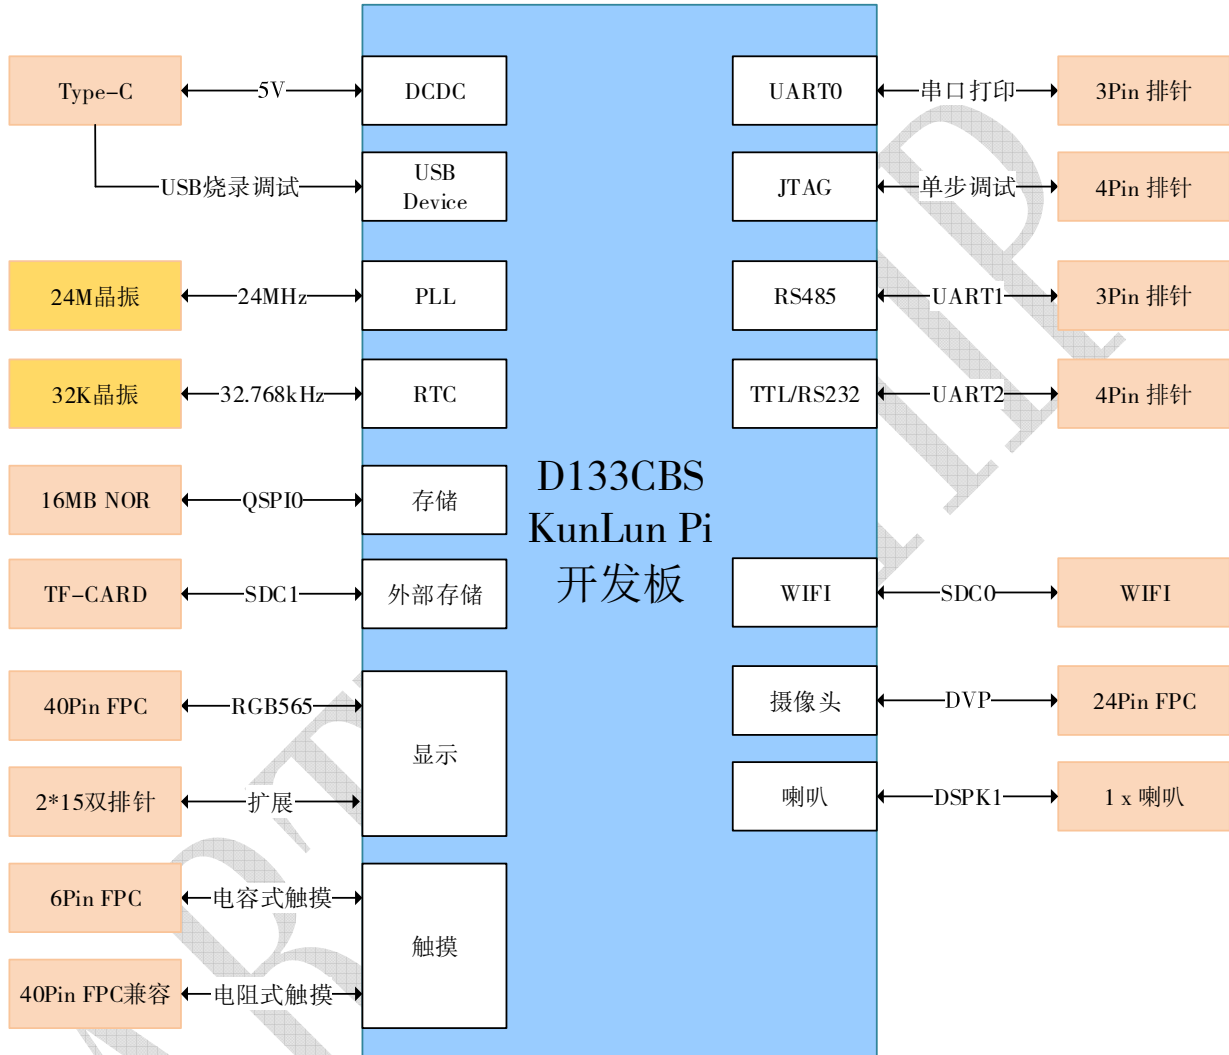 Type-C
5V
DCDC
USB烧录调试
USB
Device
24M晶振
24MHz
PLL
32K晶振
32.768kHz
RTC
16MB NOR
QSPI0
存储
TF-CARD
SDC1
外部存储
40Pin FPC
RGB565
显示
2*15双排针
扩展
6Pin FPC
电容式触摸
触摸
40Pin FPC兼容
电阻式触摸
D133CBS
KunLun Pi
开发板
UART0
串口打印
3Pin 排针
JTAG
单步调试
4Pin 排针
RS485
UART1
3Pin 排针
TTL/RS232
UART2
4Pin 排针
WIFI
SDC0
WIFI
摄像头
DVP
24Pin FPC
喇叭
DSPK1
1 x 喇叭